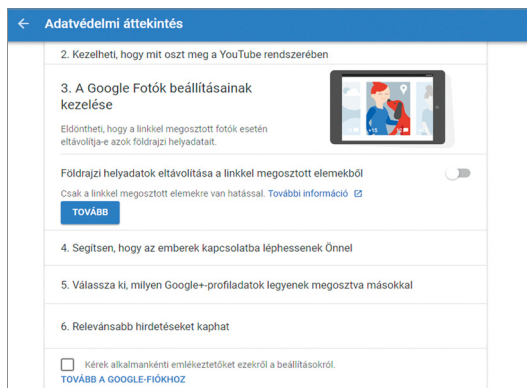 Adatvédelmi áttekintés
2. Kezelheti, hogy mit oszt meg a YouTube rendszerében
3. A Google Fotók beállításainak
kezelése
Eldöntheti, hogy a linkkel megosztott fotók esetén
eltávolítja-e azok földrajzi helyadatait.
Földrajzi helyadatok eltávolítása a linkkel megosztott elemekből
Csak a linkkel megosztott elemekre van hatással. További információ
TOVÁBB
4. Segítsen, hogy az emberek kapcsolatba léphessenek Önnel
5. Válassza ki, milyen Google+-profiladatok legyenek megosztva másokkal
6. Relevánsabb hirdetéseket kaphat
Kérek alkalmankénti emlékeztetőket ezekről a beállításokról.
TOVÁBB A GOOGLE-FIÓKHOZ